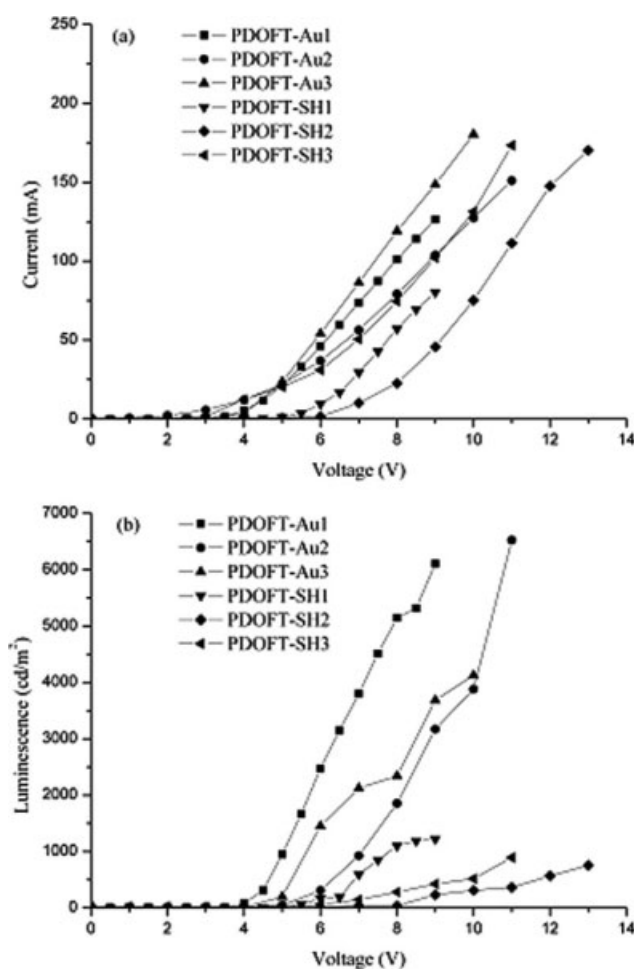 (a)
PDOFT-Au1
PDOFT-Au2
PDOFT-Au3
PDOFT-SH1
PDOFT-SH2
PDOFT-SH3
250
200
150
100
50
0
Current (mA)
0 2 4 6 8 10 12 14
Voltage (V)
(b)
PDOFT-Au1
PDOFT-Au2
PDOFT-Au3
PDOFT-SH1
PDOFT-SH2
PDOFT-SH3
7000
6000
5000
4000
3000
2000
1000
0
Luminescence (cd/m²)
0 2 4 6 8 10 12 14
Voltage (V)